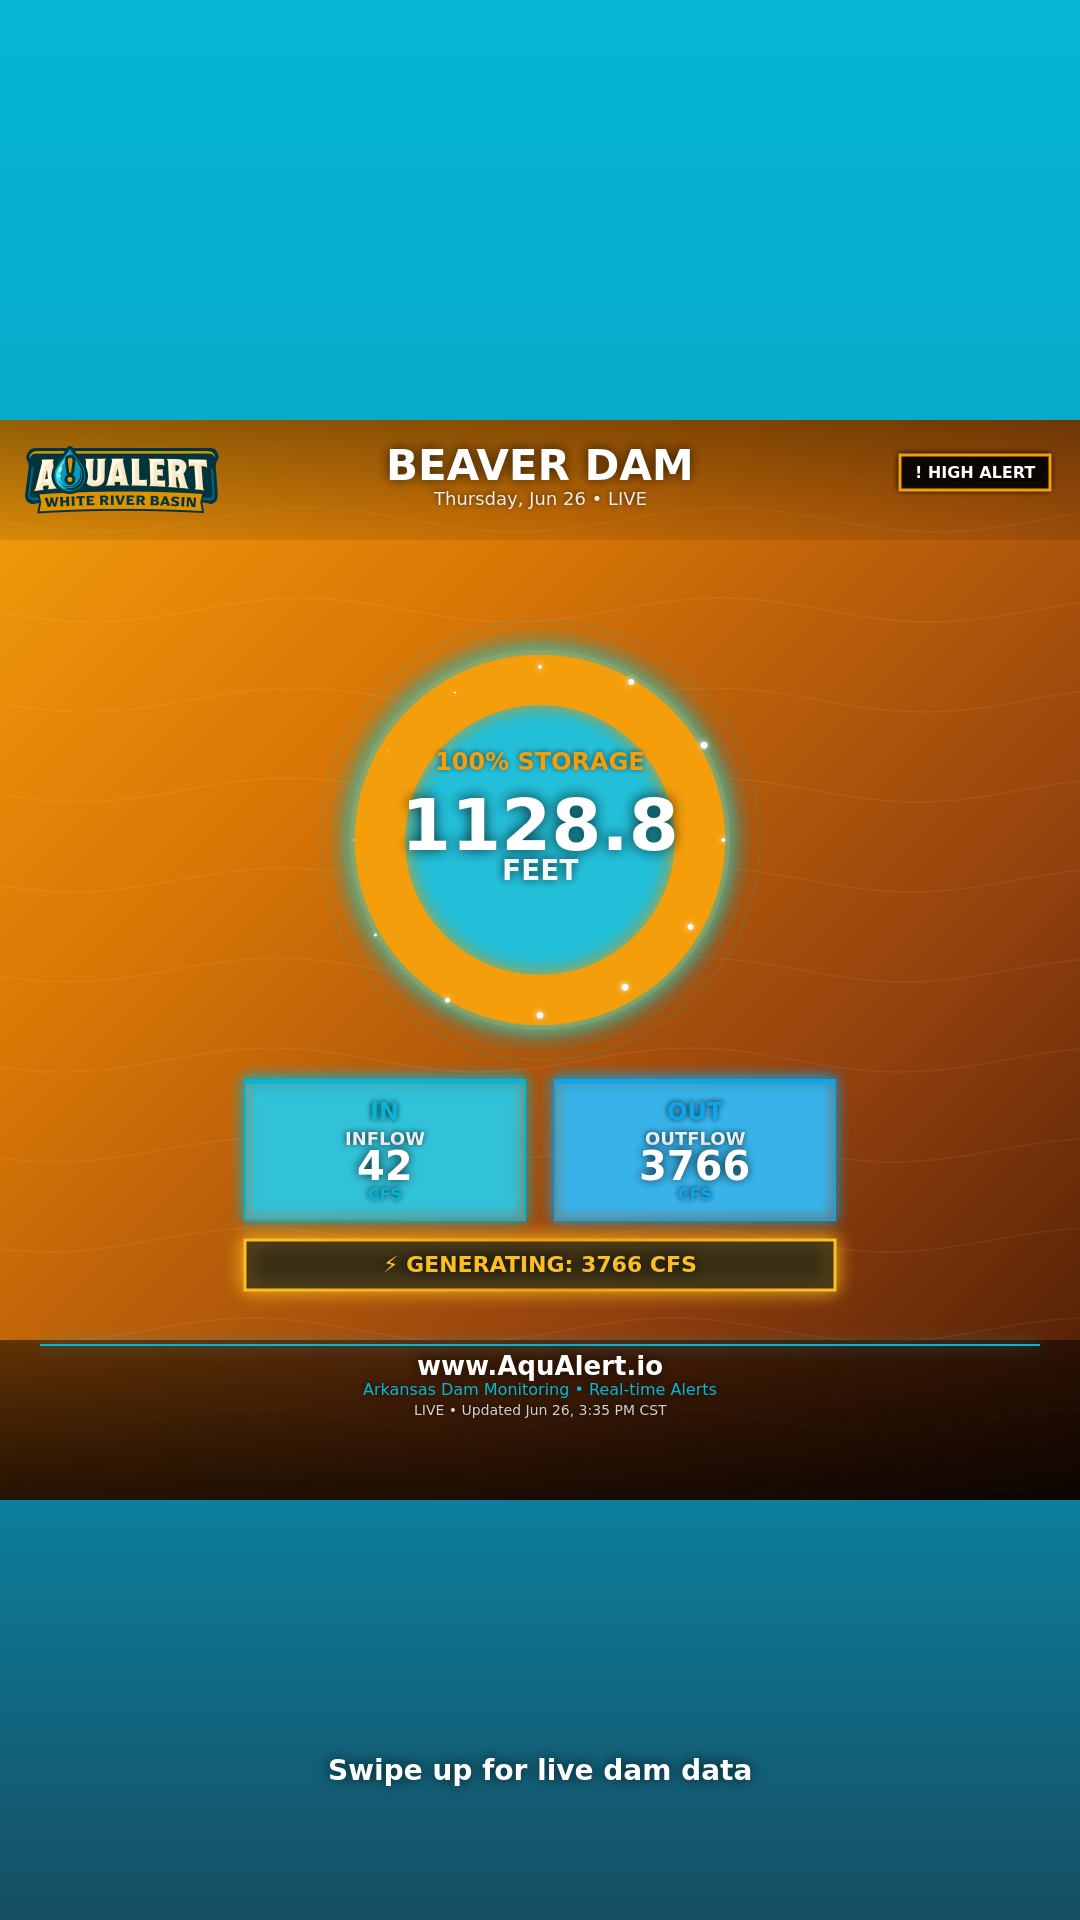 AQUALERT
WHITE RIVER BASIN
BEAVER DAM
Thursday, Jun 26 • LIVE
! HIGH ALERT
100% STORAGE
1128.8
FEET
IN
INFLOW
42
CFS
OUT
OUTFLOW
3766
CFS
⚡ GENERATING: 3766 CFS
www.AquAlert.io
Arkansas Dam Monitoring • Real-time Alerts
LIVE • Updated Jun 26, 3:35 PM CST
Swipe up for live dam data